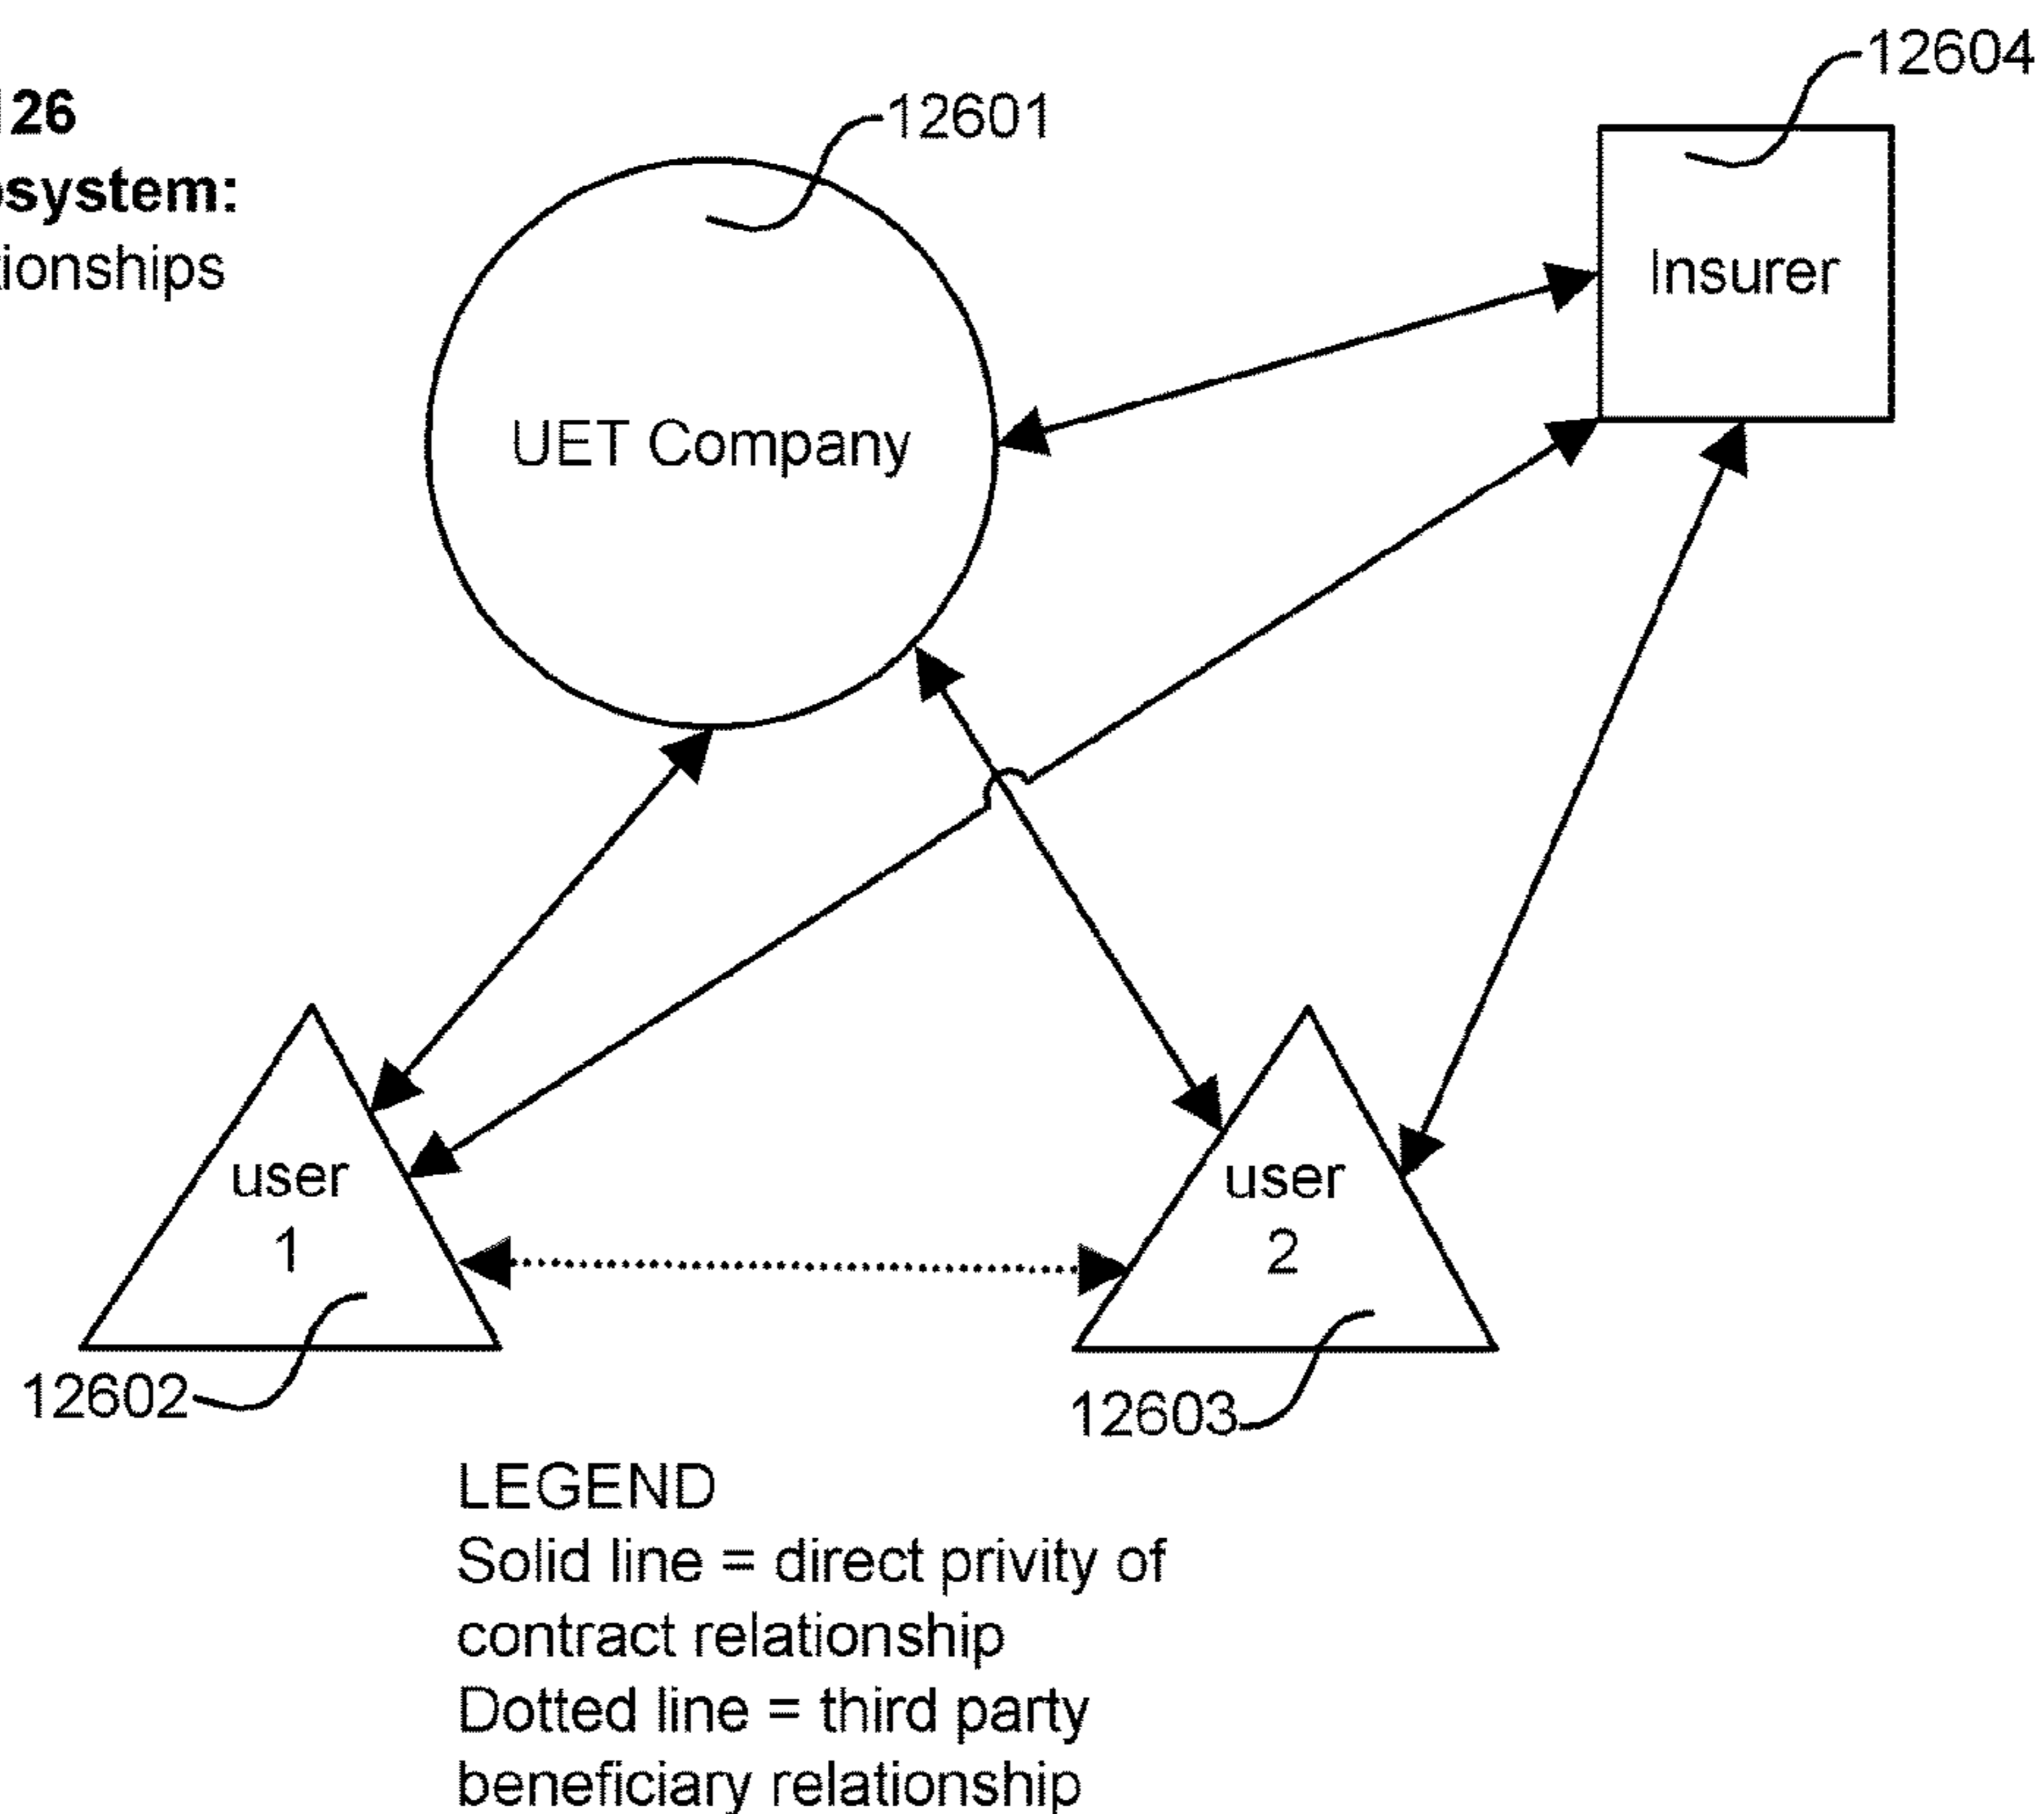 126
system:
tionships
12601
12604
UET Company
Insurer
user
1
user
2
12602
12603
LEGEND
Solid line = direct privity of
contract relationship
Dotted line = third party
beneficiary relationship